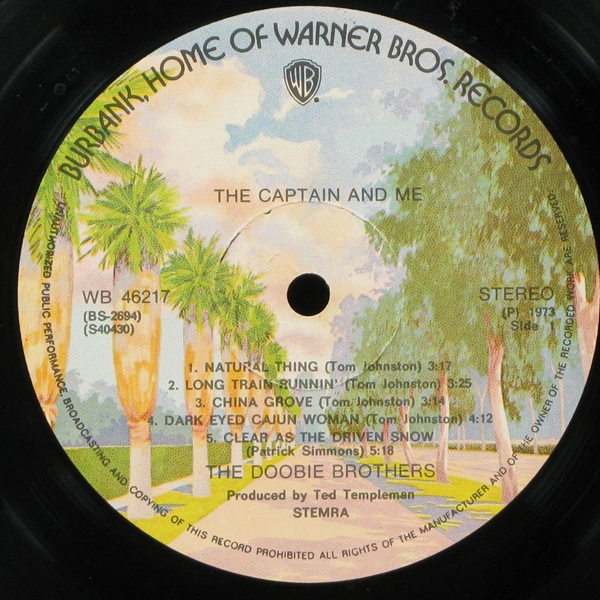 BURBANK, HOME OF WARNER BROS. RECORDS
WB
THE CAPTAIN AND ME
WB 46217
(BS-2694)
(S40430)
STEREO
(P) 1973
Side 1
1. NATURAL THING (Tom Johnston) 3:17
2. LONG TRAIN RUNNIN' (Tom Johnston) 3:25
3. CHINA GROVE (Tom Johnston) 3:14
4. DARK EYED CAJUN WOMAN (Tom Johnston) 4:12
5. CLEAR AS THE DRIVEN SNOW
(Patrick Simmons) 5:18
THE DOOBIE BROTHERS
Produced by Ted Templeman
STEMRA
UNAUTHORIZED PUBLIC PERFORMANCE, BROADCASTING AND COPYING OF THIS RECORD PROHIBITED ALL RIGHTS OF THE MANUFACTURER AND OF THE OWNER OF THE RECORDED WORK ARE RESERVED.